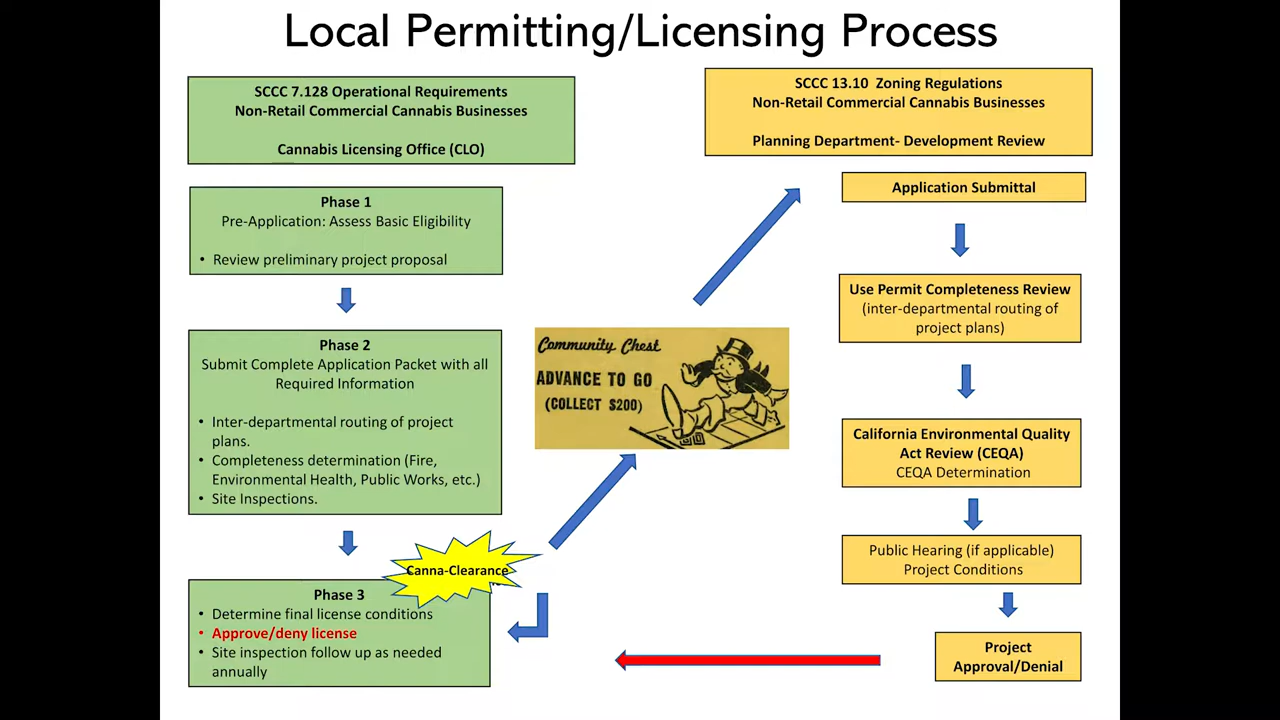 Local Permitting/Licensing Process
SCCC 7.128 Operational Requirements
Non-Retail Commercial Cannabis Businesses
Cannabis Licensing Office (CLO)
Phase 1
Pre-Application: Assess Basic Eligibility
• Review preliminary project proposal
Phase 2
Submit Complete Application Packet with all
Required Information
• Inter-departmental routing of project
plans.
• Completeness determination (Fire,
Environmental Health, Public Works, etc.)
• Site Inspections.
Canna-Clearance
Phase 3
• Determine final license conditions
• Approve/deny license
• Site inspection follow up as needed
annually
Community Chest
ADVANCE TO GO
(COLLECT $200)
SCCC 13.10 Zoning Regulations
Non-Retail Commercial Cannabis Businesses
Planning Department- Development Review
Application Submittal
Use Permit Completeness Review
(inter-departmental routing of
project plans)
California Environmental Quality
Act Review (CEQA)
CEQA Determination
Public Hearing (if applicable)
Project Conditions
Project
Approval/Denial